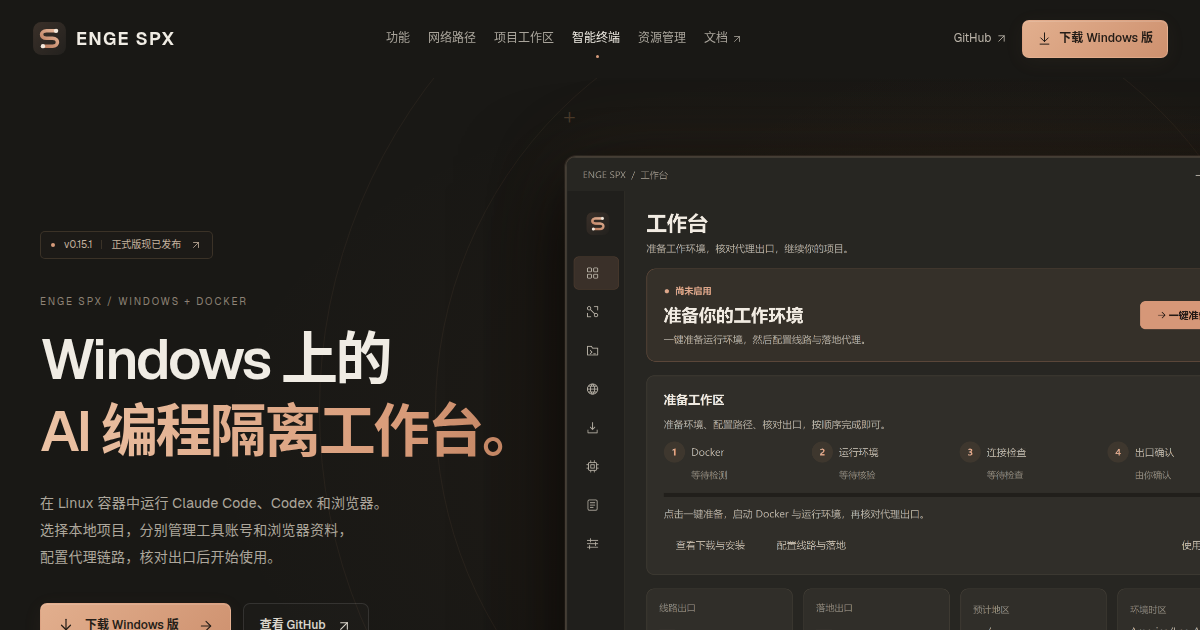 ENGE SPX
功能 网络路径 项目工作区 智能终端 资源管理 文档
GitHub
下载 Windows 版
v0.15.1 正式版现已发布
ENGE SPX / WINDOWS + DOCKER
Windows 上的
AI 编程隔离工作台。
在 Linux 容器中运行 Claude Code、Codex 和浏览器。
选择本地项目，分别管理工具账号和浏览器资料，
配置代理链路，核对出口后开始使用。
下载 Windows 版
查看 GitHub
ENGE SPX / 工作台
工作台
准备工作环境，核对代理出口，继续你的项目。
尚未启用
准备你的工作环境
一键准备运行环境，然后配置线路与落地代理。
一键准
准备工作区
准备环境、配置路径、核对出口，按顺序完成即可。
1 Docker 2 运行环境 3 连接检查 4 出口确认
等待检测 等待核验 等待检查 由你确认
点击一键准备，启动 Docker 与运行环境，再核对代理出口。
查看下载与安装 配置线路与落地 使用
线路出口 落地出口 预计地区 环境时区